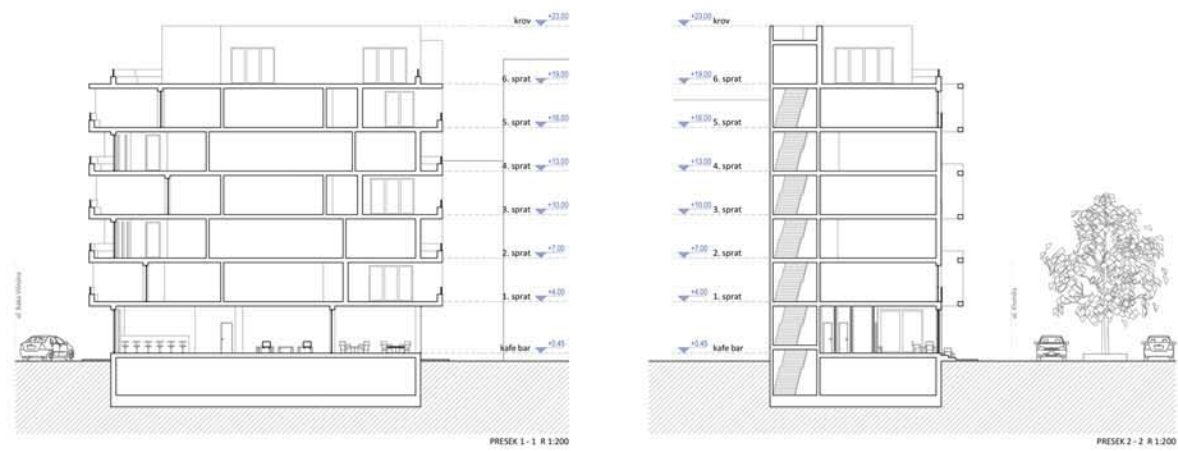 krov +23.00
6. sprat +19.00
5. sprat +16.00
4. sprat +13.00
3. sprat +10.00
2. sprat +7.00
1. sprat +4.00
kafe bar +0.45
ul.
PRESEK 1 - 1 R 1:200
+23.00 krov
+19.00 6. sprat
+16.00 5. sprat
+13.00 4. sprat
+10.00 3. sprat
+7.00 2. sprat
+4.00 1. sprat
+0.45 kafe bar
ul.
PRESEK 2 - 2 R 1:200